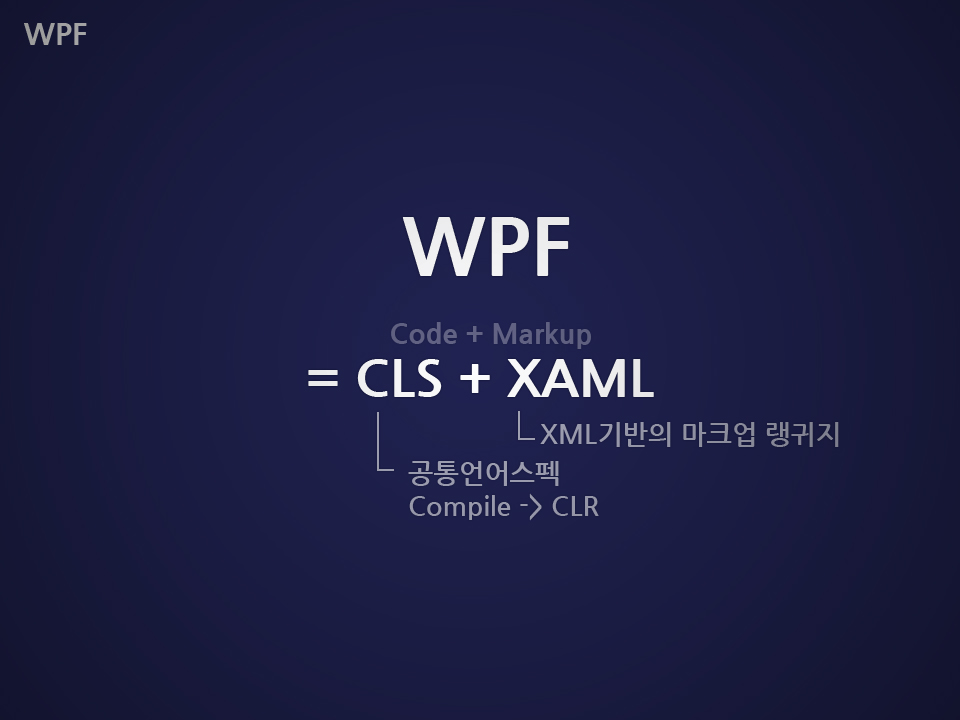 WPF
WPF
Code + Markup
= CLS + XAML
XML기반의 마크업 랭귀지
공통언어스펙
Compile -> CLR